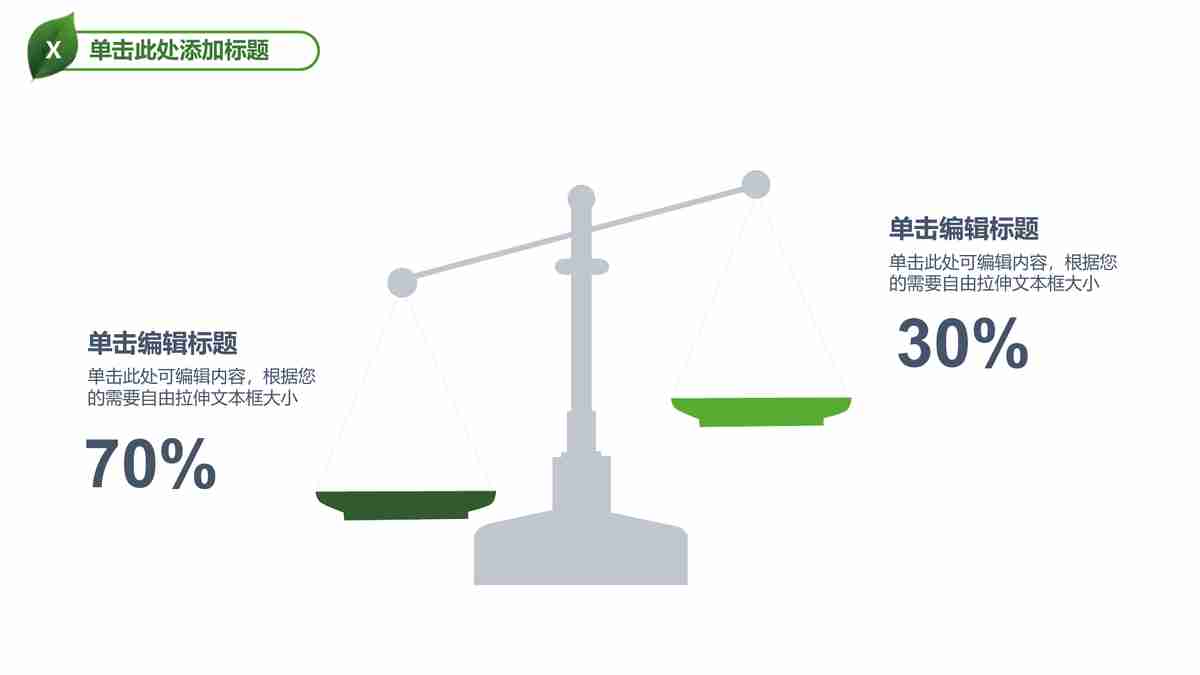 X
单击此处添加标题
单击编辑标题
单击此处可编辑内容，根据您
的需要自由拉伸文本框大小
70%
单击编辑标题
单击此处可编辑内容，根据您
的需要自由拉伸文本框大小
30%